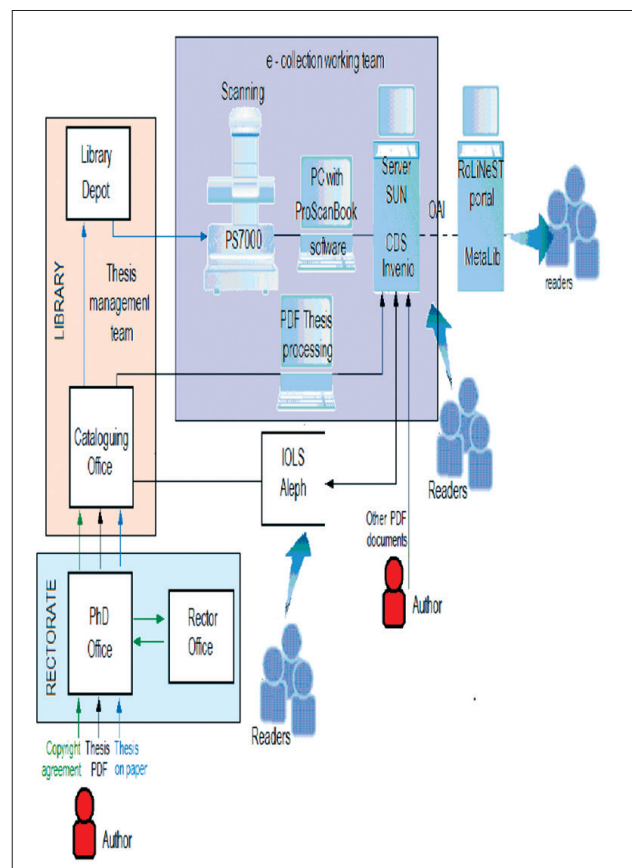 e - collection working team
Scanning
Library
Depot
PS7000
PC with
ProScanBook
software
Server
SUN
CDS
Invenio
OAI
RoLiNeST
portal
MetaLib
readers
LIBRARY
Thesis
management
team
PDF Thesis
processing
Cataloguing
Office
IOLS
Aleph
Readers
Other PDF
documents
Author
RECTORATE
PhD
Office
Rector
Office
Readers
Copyright
agreement
Thesis
PDF
Thesis
on paper
Author